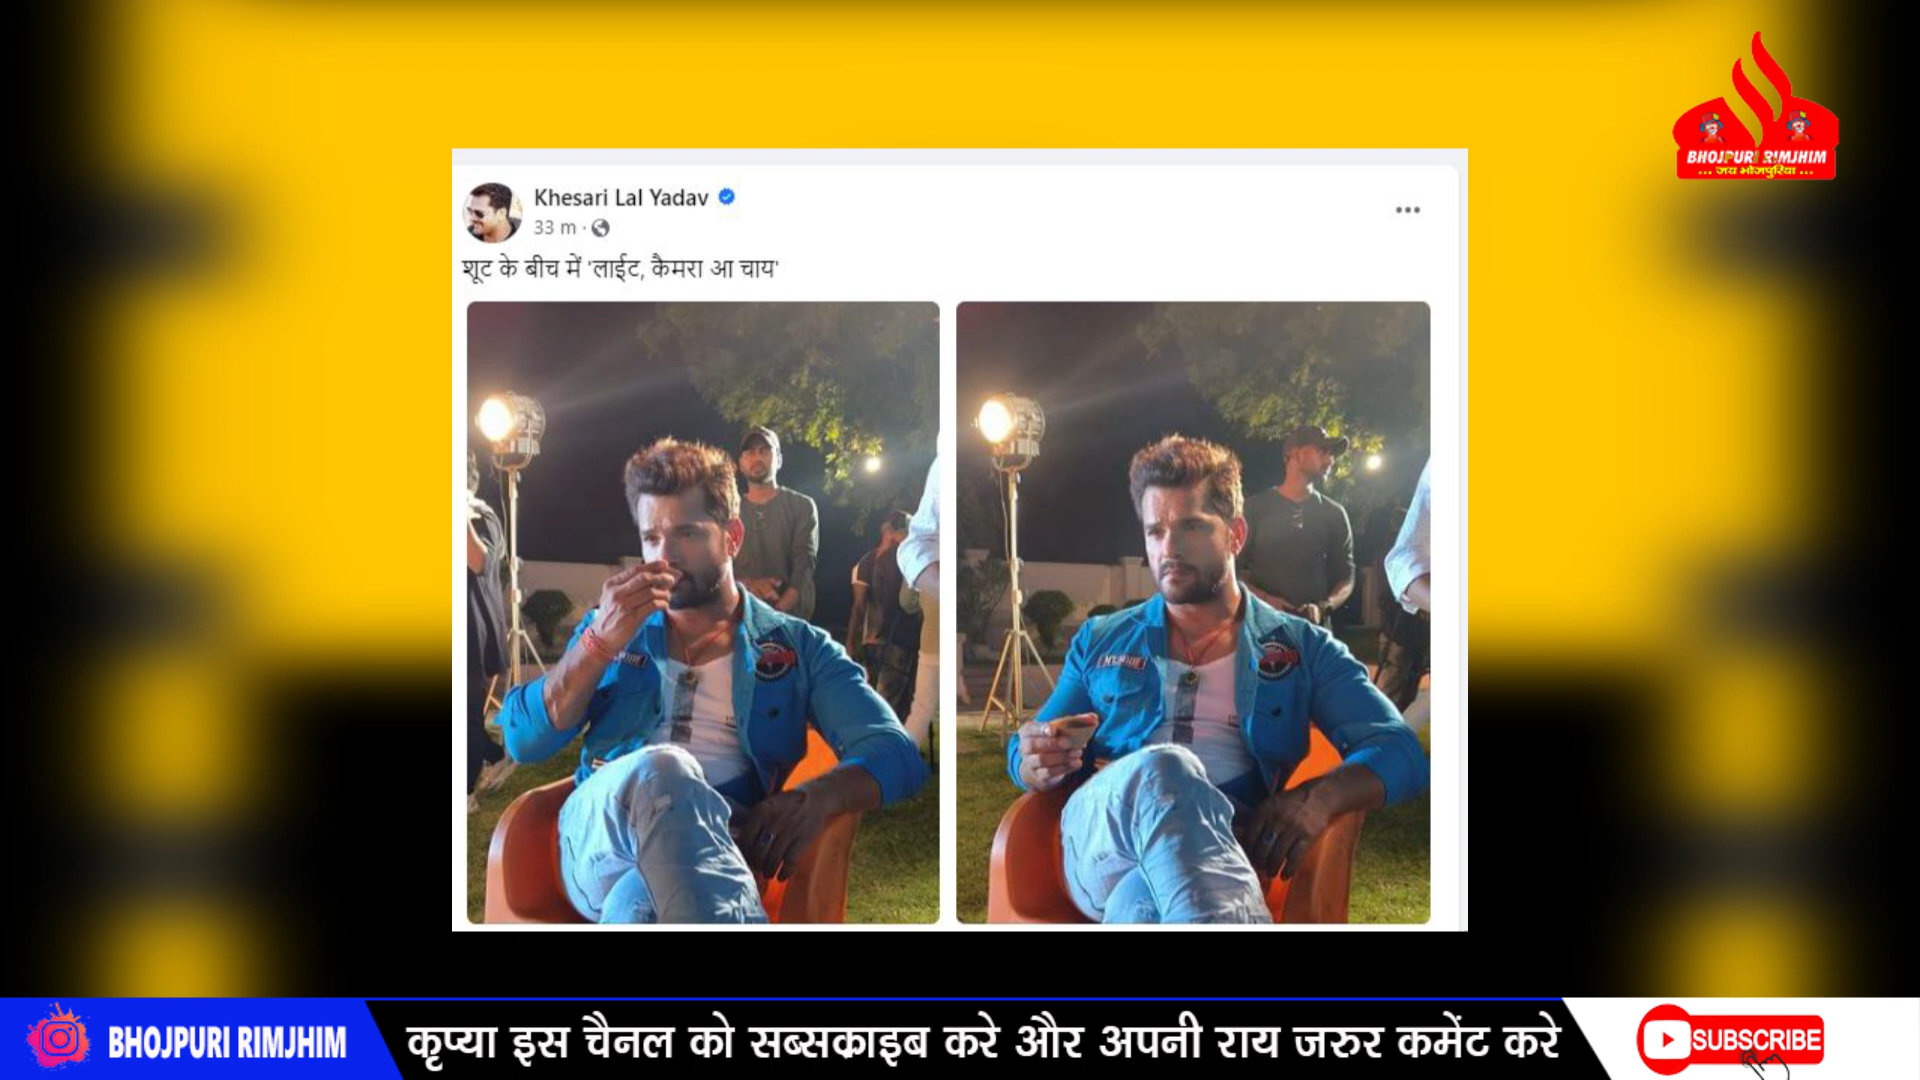 BHOJPURI RIMJHIM
... जय भोजपुरिया ...
Khesari Lal Yadav
33 m ·
शूट के बीच में 'लाईट, कैमरा आ चाय'
BHOJPURI RIMJHIM
कृप्या इस चैनल को सब्सक्राइब करे और अपनी राय जरुर कमेंट करे
SUBSCRIBE